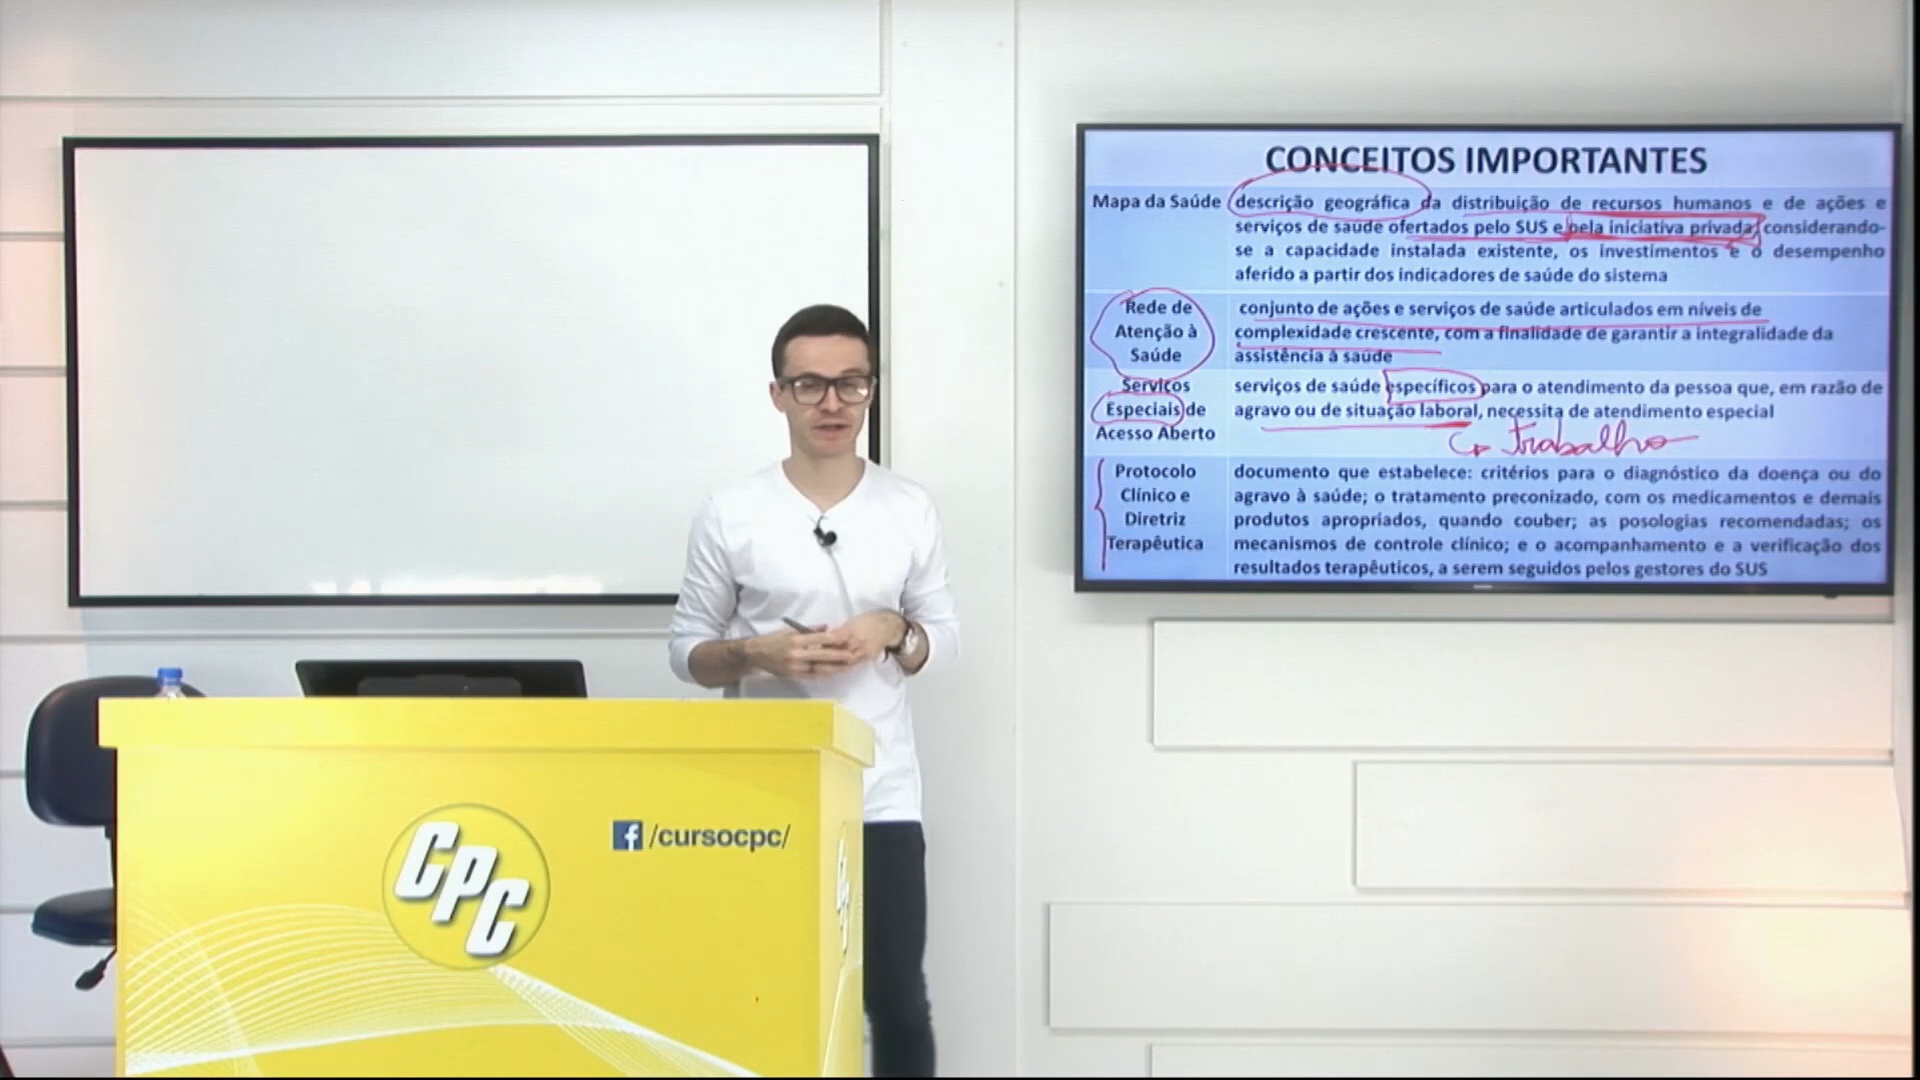 CONCEITOS IMPORTANTES
Mapa da Saúde
descrição geográfica da distribuição de recursos humanos e de ações e
serviços de saúde ofertados pelo SUS e pela iniciativa privada, considerando-
se a capacidade instalada existente, os investimentos e o desempenho
aferido a partir dos indicadores de saúde do sistema
Rede de
Atenção à
Saúde
conjunto de ações e serviços de saúde articulados em níveis de
complexidade crescente, com a finalidade de garantir a integralidade da
assistência à saúde
Serviços
Especiais de
Acesso Aberto
serviços de saúde específicos para o atendimento da pessoa que, em razão de
agravo ou de situação laboral, necessita de atendimento especial
trabalho
Protocolo
Clínico e
Diretriz
Terapêutica
documento que estabelece: critérios para o diagnóstico da doença ou do
agravo à saúde; o tratamento preconizado, com os medicamentos e demais
produtos apropriados, quando couber; as posologias recomendadas; os
mecanismos de controle clínico; e o acompanhamento e a verificação dos
resultados terapêuticos, a serem seguidos pelos gestores do SUS
CPC
f /cursocpc/